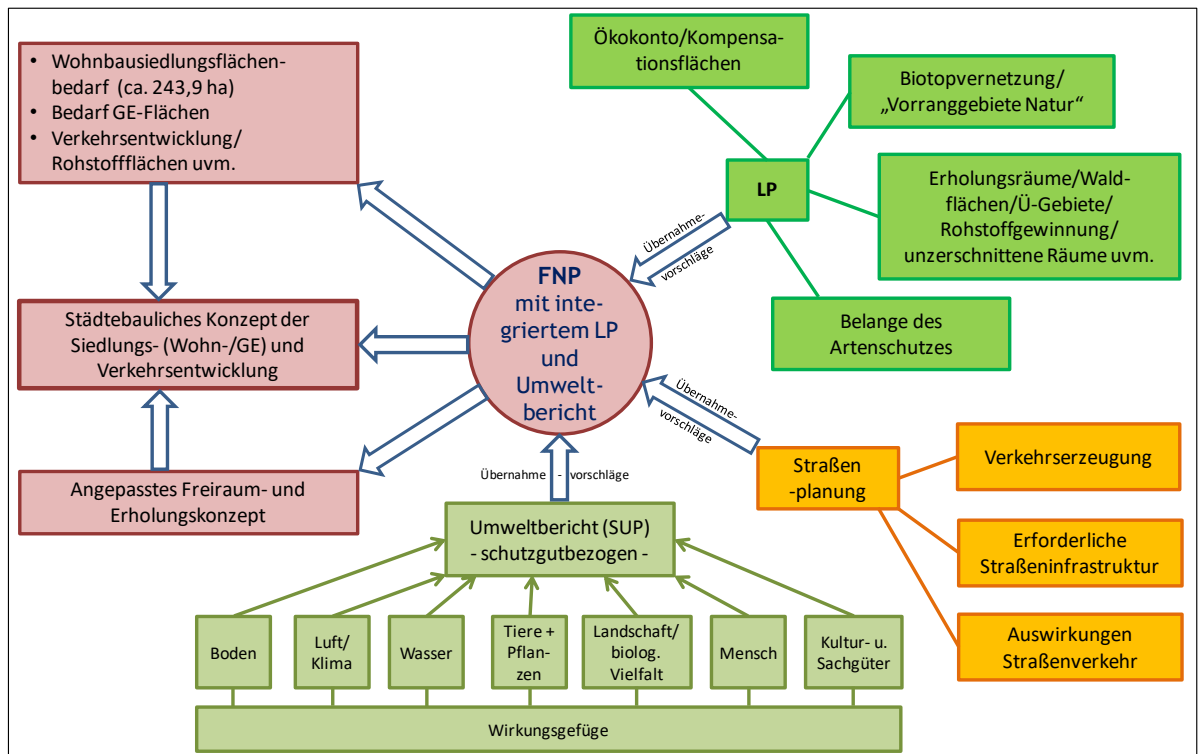 • Wohnbausiedlungsflächen-
bedarf (ca. 243,9 ha)
• Bedarf GE-Flächen
• Verkehrsentwicklung/
Rohstoffflächen uvm.
Städtebauliches Konzept der
Siedlungs- (Wohn-/GE) und
Verkehrsentwicklung
Angepasstes Freiraum- und
Erholungskonzept
FNP
mit inte-
griertem LP
und
Umwelt-
bericht
Ökokonto/Kompensa-
tionsflächen
Biotopvernetzung/
„Vorranggebiete Natur“
LP
Erholungsräume/Wald-
flächen/Ü-Gebiete/
Rohstoffgewinnung/
unzerschnittene Räume uvm.
Belange des
Artenschutzes
Übernahme-
vorschläge
Übernahme-
vorschläge
Straßen
-planung
Verkehrserzeugung
Erforderliche
Straßeninfrastruktur
Auswirkungen
Straßenverkehr
Übernahme - vorschläge
Umweltbericht (SUP)
- schutzgutbezogen -
Boden
Luft/
Klima
Wasser
Tiere +
Pflan-
zen
Landschaft/
biolog.
Vielfalt
Mensch
Kultur- u.
Sachgüter
Wirkungsgefüge